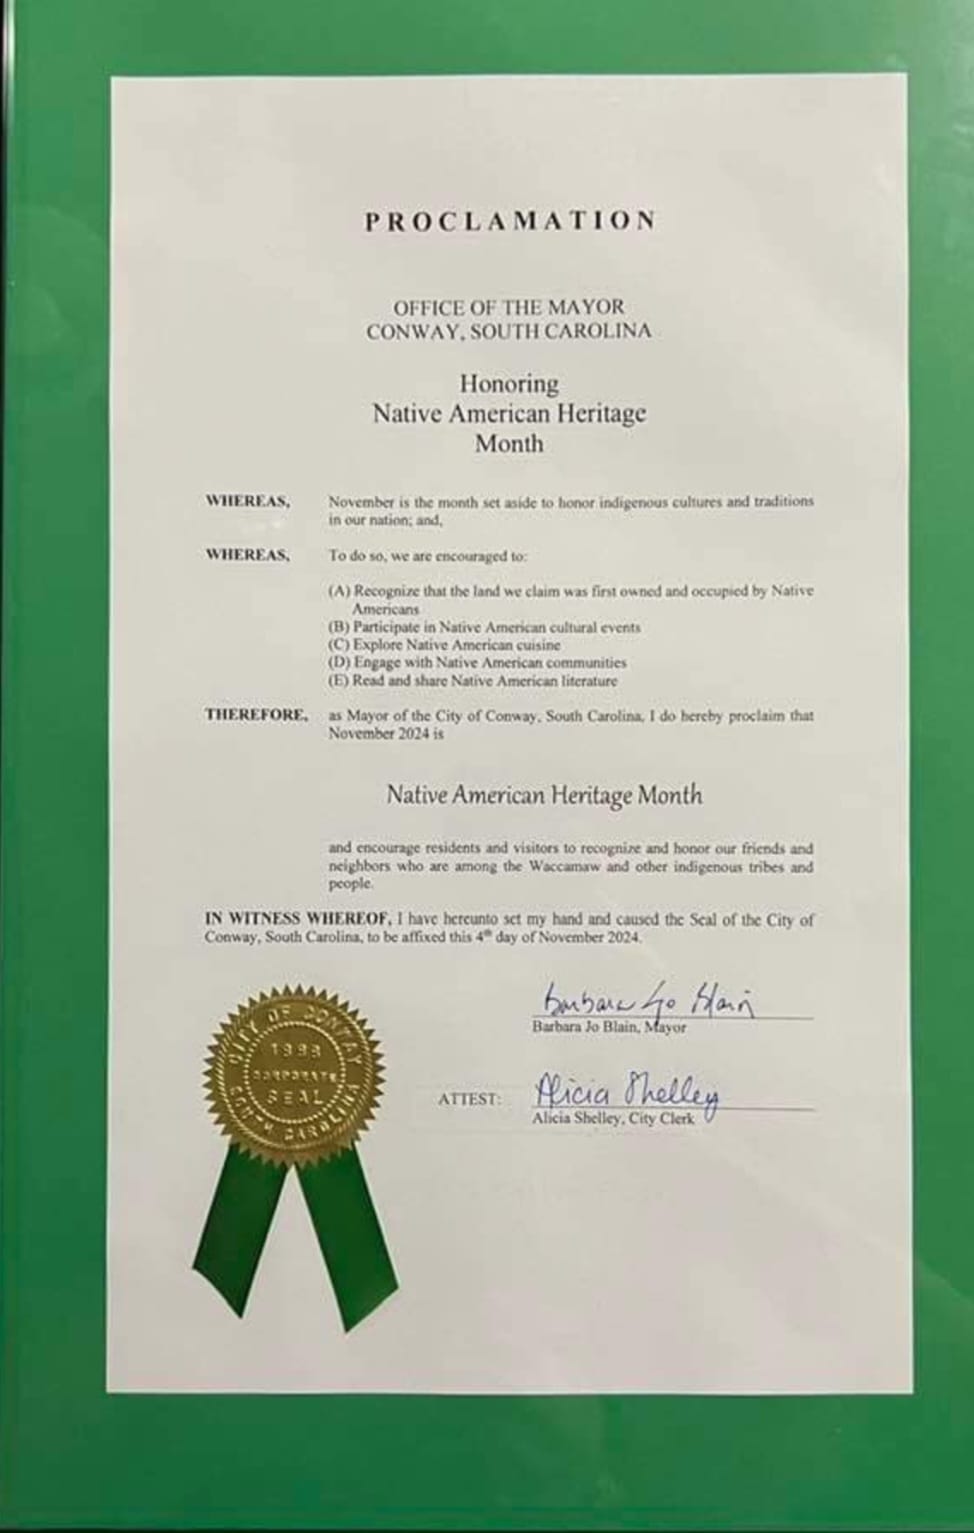 PROCLAMATION
OFFICE OF THE MAYOR
CONWAY, SOUTH CAROLINA
Honoring
Native American Heritage
Month
WHEREAS, November is the month set aside to honor indigenous cultures and traditions
in our nation; and,
WHEREAS, To do so, we are encouraged to:
(A) Recognize that the land we claim was first owned and occupied by Native
Americans
(B) Participate in Native American cultural events
(C) Explore Native American cuisine
(D) Engage with Native American communities
(E) Read and share Native American literature
THEREFORE, as Mayor of the City of Conway, South Carolina, I do hereby proclaim that
November 2024 is
Native American Heritage Month
and encourage residents and visitors to recognize and honor our friends and
neighbors who are among the Waccamaw and other indigenous tribes and
people.
IN WITNESS WHEREOF, I have hereunto set my hand and caused the Seal of the City of
Conway, South Carolina, to be affixed this 4th day of November 2024.
Barbara Jo Blain
Barbara Jo Blain, Mayor
ATTEST: Alicia Shelley
Alicia Shelley, City Clerk
CITY OF CONWAY
CORPORATE
SEAL
SOUTH CAROLINA